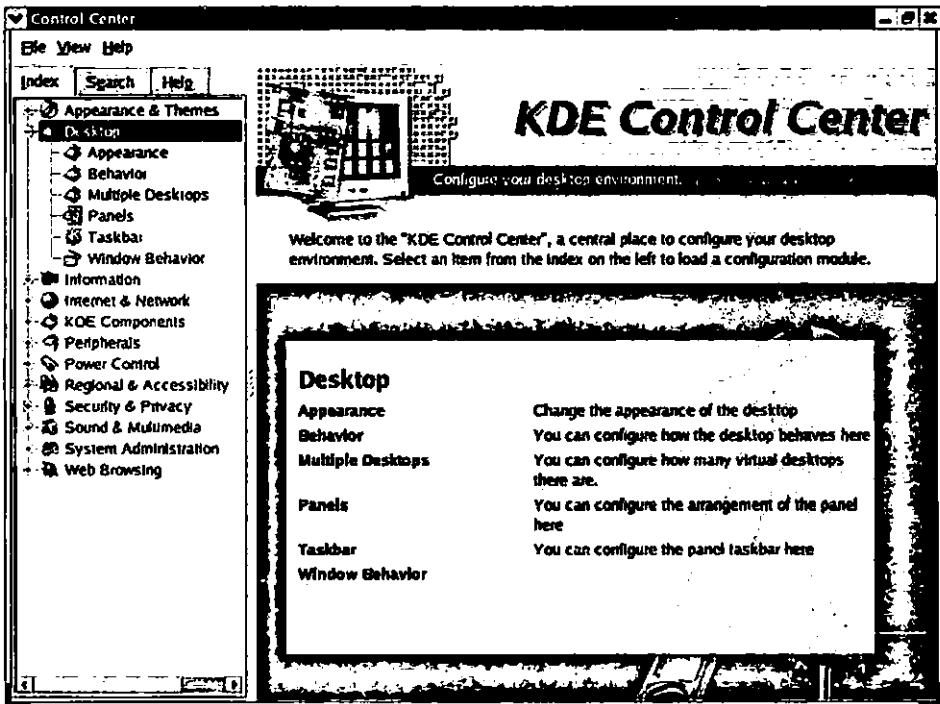 Control Center
File View Help
Index Search Help
Appearance & Themes
Desktop
Appearance
Behavior
Multiple Desktops
Panels
Taskbar
Window Behavior
Information
Internet & Network
KDE Components
Peripherals
Power Control
Regional & Accessibility
Security & Privacy
Sound & Multimedia
System Administration
Web Browsing
KDE Control Center
Configure your desktop environment.
Welcome to the "KDE Control Center", a central place to configure your desktop
environment. Select an item from the index on the left to load a configuration module.
Desktop
Appearance Change the appearance of the desktop
Behavior You can configure how the desktop behaves here
Multiple Desktops You can configure how many virtual desktops
there are.
Panels You can configure the arrangement of the panel
here
Taskbar You can configure the panel taskbar here
Window Behavior